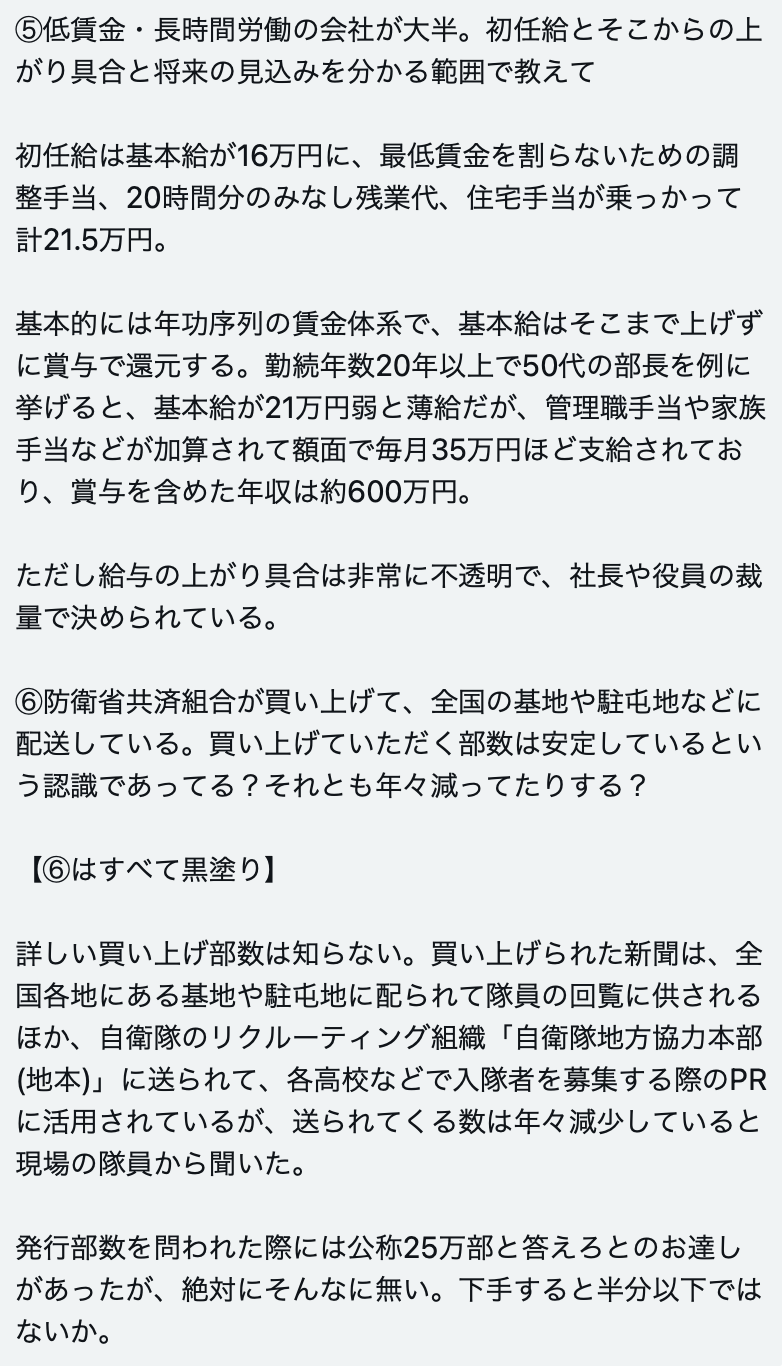 ⑤低賃金・長時間労働の会社が大半。初任給とそこからの上
がり具合と将来の見込みを分かる範囲で教えて
初任給は基本給が16万円に、最低賃金を割らないための調
整手当、20時間分のみなし残業代、住宅手当が乗っかって
計21.5万円。
基本的には年功序列の賃金体系で、基本給はそこまで上げず
に賞与で還元する。勤続年数20年以上で50代の部長を例に
挙げると、基本給が21万円弱と薄給だが、管理職手当や家族
手当などが加算されて額面で毎月35万円ほど支給されてお
り、賞与を含めた年収は約600万円。
ただし給与の上がり具合は非常に不透明で、社長や役員の裁
量で決められている。
⑥防衛省共済組合が買い上げて、全国の基地や駐屯地などに
配送している。買い上げていただく部数は安定しているとい
う認識であってる？それとも年々減ってたりする？
【⑥はすべて黒塗り】
詳しい買い上げ部数は知らない。買い上げられた新聞は、全
国各地にある基地や駐屯地に配られて隊員の回覧に供される
ほか、自衛隊のリクルーティング組織「自衛隊地方協力本部
(地本)」に送られて、各高校などで入隊者を募集する際のPR
に活用されているが、送られてくる数は年々減少していると
現場の隊員から聞いた。
発行部数を問われた際には公称25万部と答えろとのお達し
があったが、絶対にそんなに無い。下手すると半分以下では
ないか。